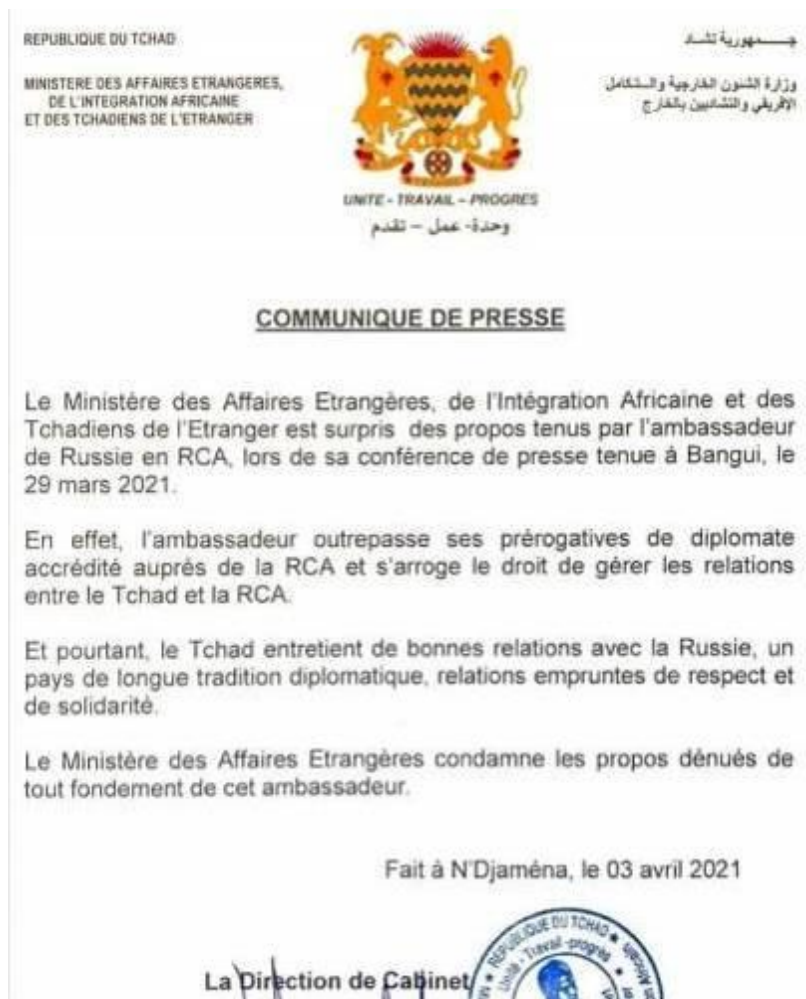 REPUBLIQUE DU TCHAD
MINISTERE DES AFFAIRES ETRANGERES,
DE L'INTEGRATION AFRICAINE
ET DES TCHADIENS DE L'ETRANGER
جـــمهورية تشـاد
وزارة الشئون الخارجية والـتكامل
الإفريقي والتشاديين بالخارج
UNITE - TRAVAIL – PROGRES
وحدة- عمل – تقدم
COMMUNIQUE DE PRESSE
Le Ministère des Affaires Etrangères, de l'Intégration Africaine et des
Tchadiens de l'Etranger est surpris des propos tenus par l'ambassadeur
de Russie en RCA, lors de sa conférence de presse tenue à Bangui, le
29 mars 2021.
En effet, l'ambassadeur outrepasse ses prérogatives de diplomate
accrédité auprés de la RCA et s'arroge le droit de gérer les relations
entre le Tchad et la RCA.
Et pourtant, le Tchad entretient de bonnes relations avec la Russie, un
pays de longue tradition diplomatique, relations empruntes de respect et
de solidarité.
Le Ministère des Affaires Etrangères condamne les propos dénués de
tout fondement de cet ambassadeur.
Fait à N'Djaména, le 03 avril 2021
La Direction de Cabinet
REPUBLIQUE DU TCHAD
Unité - Travail - progrès